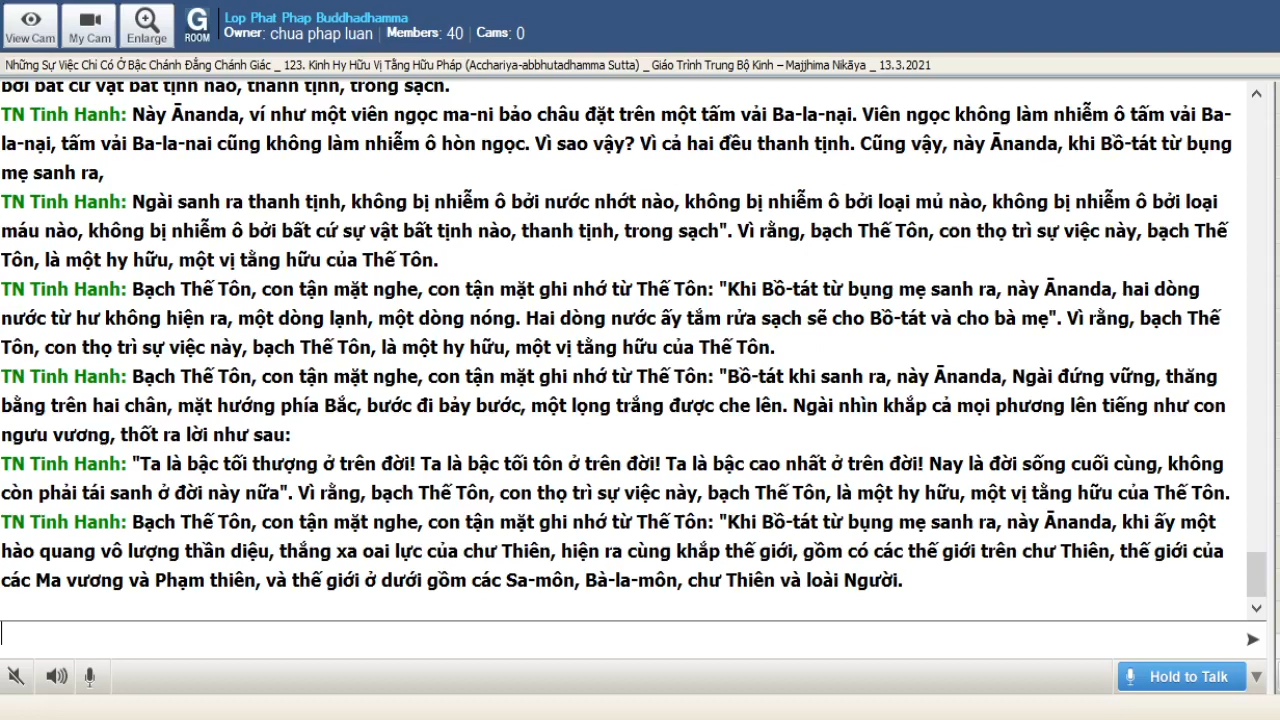 Lop Phat Phap Buddhadhamma
View Cam
My Cam
Enlarge
G
ROOM
Owner: chua phap luan | Members: 40 | Cams: 0
Những Sự Việc Chỉ Có Ở Bậc Chánh Đẳng Chánh Giác _ 123. Kinh Hy Hữu Vị Tằng Hữu Pháp (Acchariya-abbhutadhamma Sutta) _ Giáo Trình Trung Bộ Kinh – Majjhima Nikāya _ 13.3.2021
bởi bất cứ vật bất tịnh nào, thanh tịnh, trong sạch.
TN Tinh Hanh: Này Ānanda, ví như một viên ngọc ma-ni bảo châu đặt trên một tấm vải Ba-la-nại. Viên ngọc không làm nhiễm ô tấm vải Ba-
la-nại, tấm vải Ba-la-nai cũng không làm nhiễm ô hòn ngọc. Vì sao vậy? Vì cả hai đều thanh tịnh. Cũng vậy, này Ānanda, khi Bồ-tát từ bụng
mẹ sanh ra,
TN Tinh Hanh: Ngài sanh ra thanh tịnh, không bị nhiễm ô bởi nước nhớt nào, không bị nhiễm ô bởi loại mủ nào, không bị nhiễm ô bởi loại
máu nào, không bị nhiễm ô bởi bất cứ sự vật bất tịnh nào, thanh tịnh, trong sạch". Vì rằng, bạch Thế Tôn, con thọ trì sự việc này, bạch Thế
Tôn, là một hy hữu, một vị tằng hữu của Thế Tôn.
TN Tinh Hanh: Bạch Thế Tôn, con tận mặt nghe, con tận mặt ghi nhớ từ Thế Tôn: "Khi Bồ-tát từ bụng mẹ sanh ra, này Ānanda, hai dòng
nước từ hư không hiện ra, một dòng lạnh, một dòng nóng. Hai dòng nước ấy tắm rửa sạch sẽ cho Bồ-tát và cho bà mẹ". Vì rằng, bạch Thế
Tôn, con thọ trì sự việc này, bạch Thế Tôn, là một hy hữu, một vị tằng hữu của Thế Tôn.
TN Tinh Hanh: Bạch Thế Tôn, con tận mặt nghe, con tận mặt ghi nhớ từ Thế Tôn: "Bồ-tát khi sanh ra, này Ānanda, Ngài đứng vững, thăng
bằng trên hai chân, mặt hướng phía Bắc, bước đi bảy bước, một lọng trắng được che lên. Ngài nhìn khắp cả mọi phương lên tiếng như con
ngưu vương, thốt ra lời như sau:
TN Tinh Hanh: "Ta là bậc tối thượng ở trên đời! Ta là bậc tối tôn ở trên đời! Ta là bậc cao nhất ở trên đời! Nay là đời sống cuối cùng, không
còn phải tái sanh ở đời này nữa". Vì rằng, bạch Thế Tôn, con thọ trì sự việc này, bạch Thế Tôn, là một hy hữu, một vị tằng hữu của Thế Tôn.
TN Tinh Hanh: Bạch Thế Tôn, con tận mặt nghe, con tận mặt ghi nhớ từ Thế Tôn: "Khi Bồ-tát từ bụng mẹ sanh ra, này Ānanda, khi ấy một
hào quang vô lượng thần diệu, thắng xa oai lực của chư Thiên, hiện ra cùng khắp thế giới, gồm có các thế giới trên chư Thiên, thế giới của
các Ma vương và Phạm thiên, và thế giới ở dưới gồm các Sa-môn, Bà-la-môn, chư Thiên và loài Người.
Hold to Talk